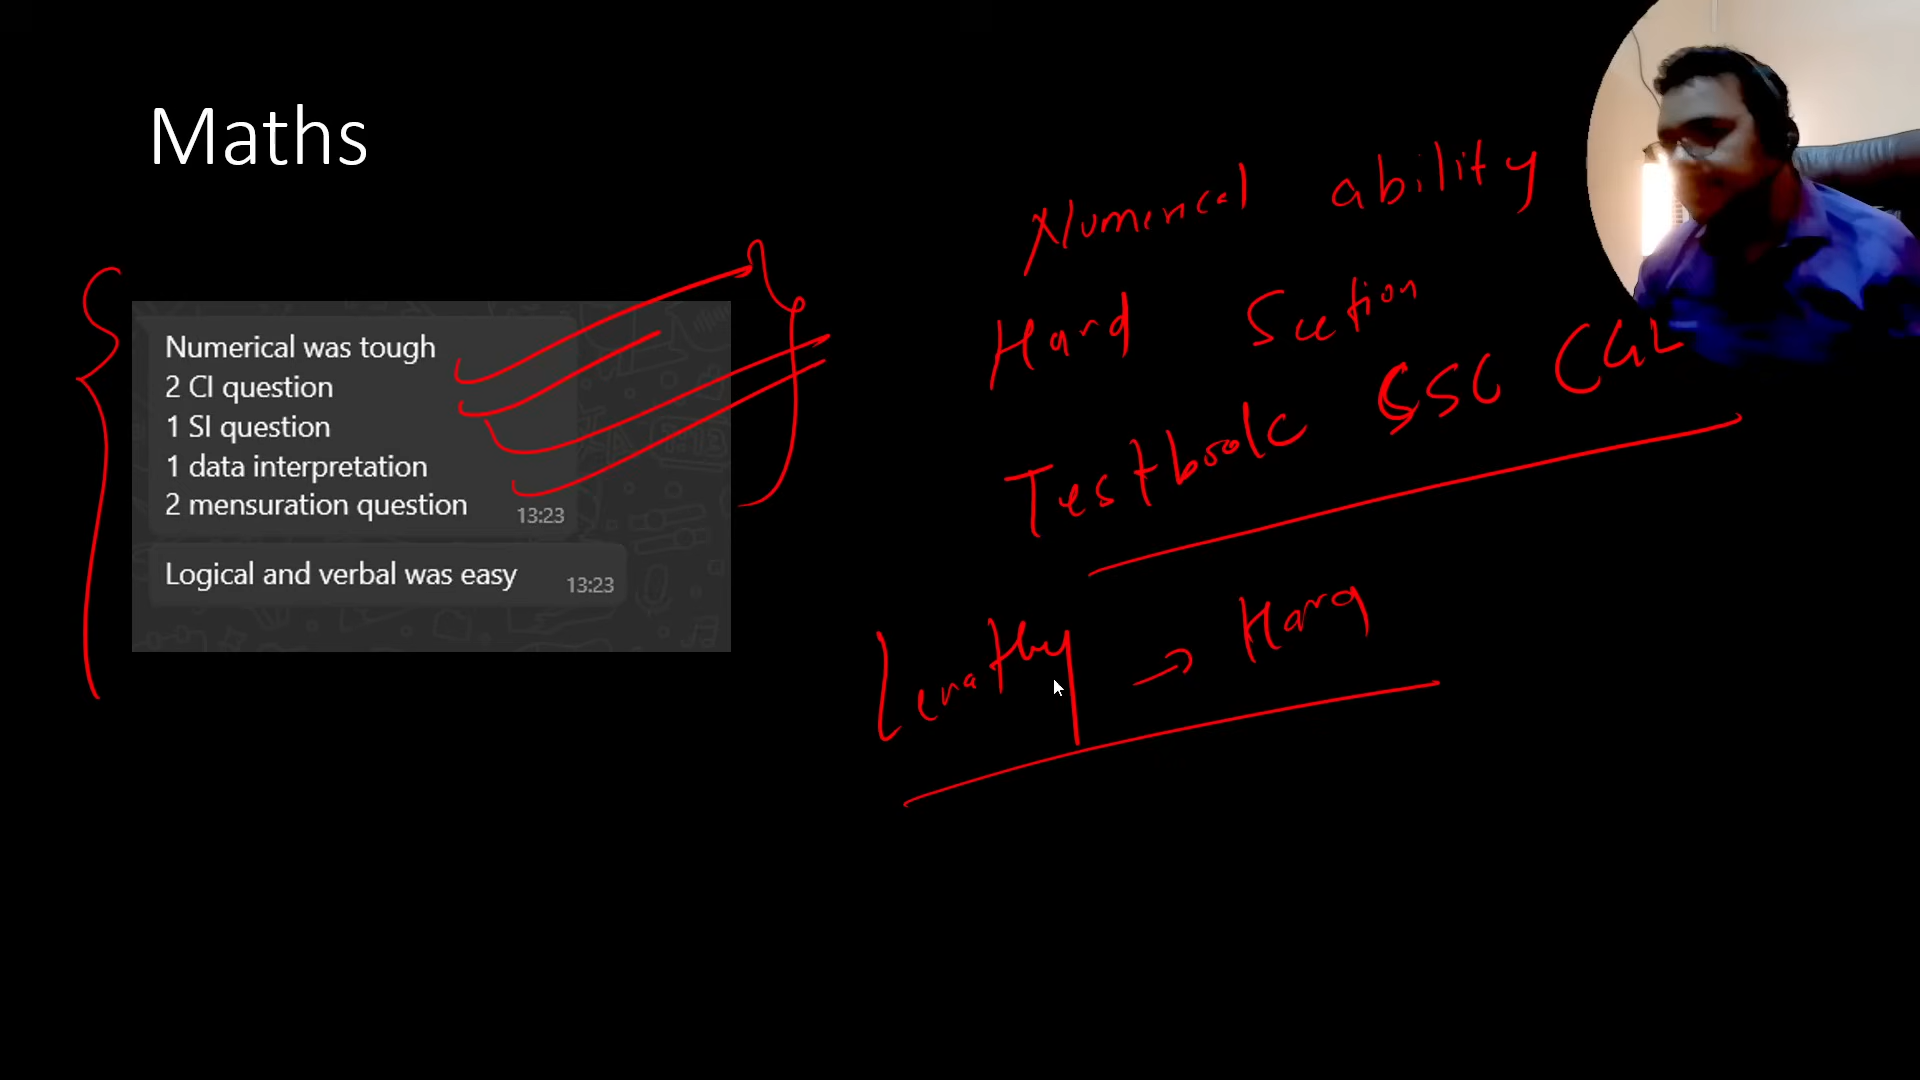 Maths
Numerical was tough
2 CI question
1 SI question
1 data interpretation
2 mensuration question
13:23
Logical and verbal was easy
13:23
Numerical ability
Hard Section
Testbook SSC CGL
Lengthy → Hard